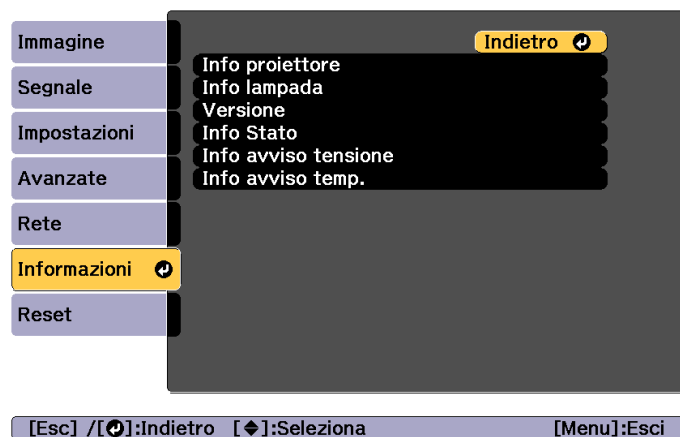 Immagine
Segnale
Impostazioni
Avanzate
Rete
Informazioni
Reset
Indietro
Info proiettore
Info lampada
Versione
Info Stato
Info avviso tensione
Info avviso temp.
[Esc] /[⏎]:Indietro [◆]:Seleziona [Menu]:Esci